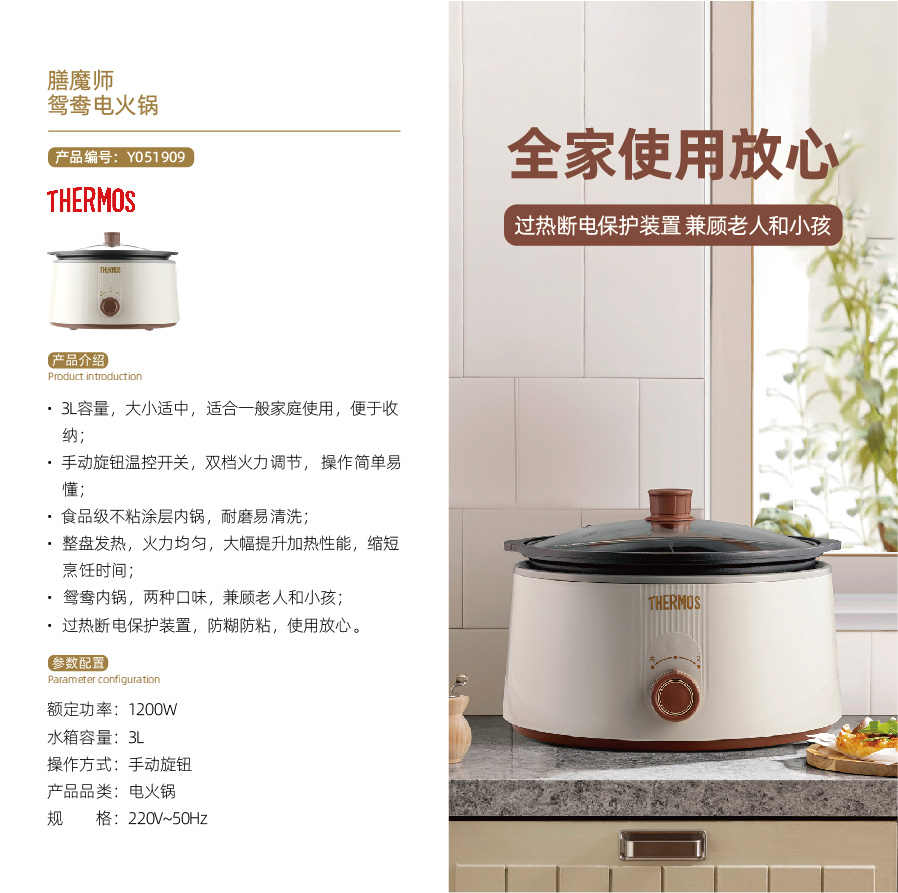 膳魔师
鸳鸯电火锅
产品编号：Y051909
THERMOS
THERMOS
产品介绍
Product introduction
• 3L容量，大小适中，适合一般家庭使用，便于收
纳；
• 手动旋钮温控开关，双档火力调节， 操作简单易
懂；
• 食品级不粘涂层内锅，耐磨易清洗；
• 整盘发热，火力均匀，大幅提升加热性能，缩短
烹饪时间；
• 鸳鸯内锅，两种口味，兼顾老人和小孩；
• 过热断电保护装置，防糊防粘，使用放心。
参数配置
Parameter configuration
额定功率：1200W
水箱容量：3L
操作方式：手动旋钮
产品品类：电火锅
规　　格：220V~50Hz
全家使用放心
过热断电保护装置 兼顾老人和小孩
THERMOS